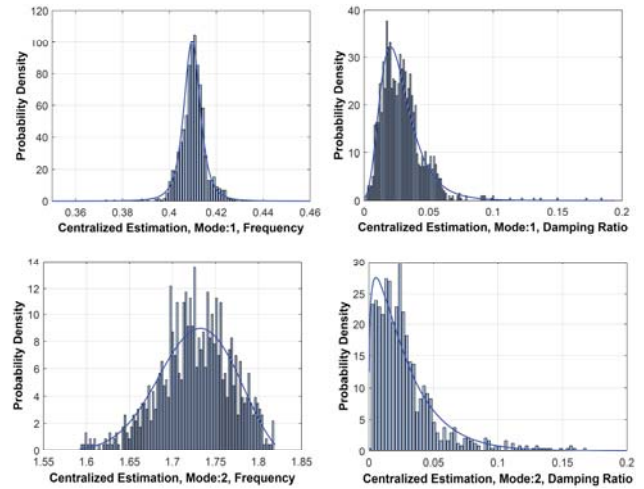 120
100
80
60
40
20
0
Probability Density
0.36 0.38 0.4 0.42 0.44 0.46
Centralized Estimation, Mode:1, Frequency
40
30
20
10
0
Probability Density
0 0.05 0.1 0.15 0.2
Centralized Estimation, Mode:1, Damping Ratio
14
12
10
8
6
4
2
0
Probability Density
1.55 1.6 1.65 1.7 1.75 1.8 1.85
Centralized Estimation, Mode:2, Frequency
30
25
20
15
10
5
0
Probability Density
0 0.05 0.1 0.15 0.2
Centralized Estimation, Mode:2, Damping Ratio